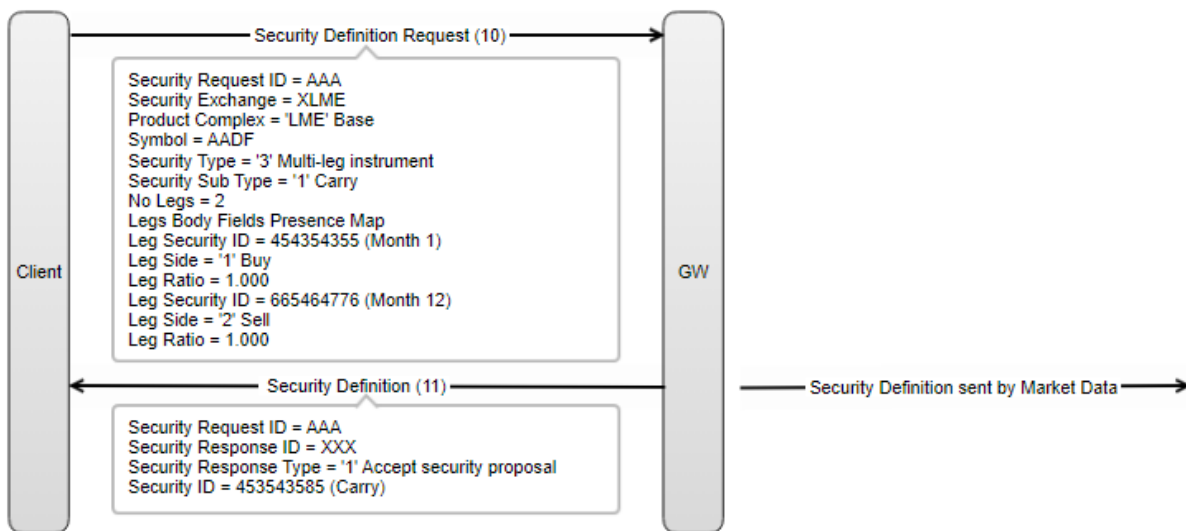 Security Definition Request (10)
Security Request ID = AAA
Security Exchange = XLME
Product Complex = 'LME' Base
Symbol = AADF
Security Type = '3' Multi-leg instrument
Security Sub Type = '1' Carry
No Legs = 2
Legs Body Fields Presence Map
Leg Security ID = 454354355 (Month 1)
Leg Side = '1' Buy
Leg Ratio = 1.000
Leg Security ID = 665464776 (Month 12)
Leg Side = '2' Sell
Leg Ratio = 1.000
Client
GW
Security Definition (11)
Security Definition sent by Market Data
Security Request ID = AAA
Security Response ID = XXX
Security Response Type = '1' Accept security proposal
Security ID = 453543585 (Carry)